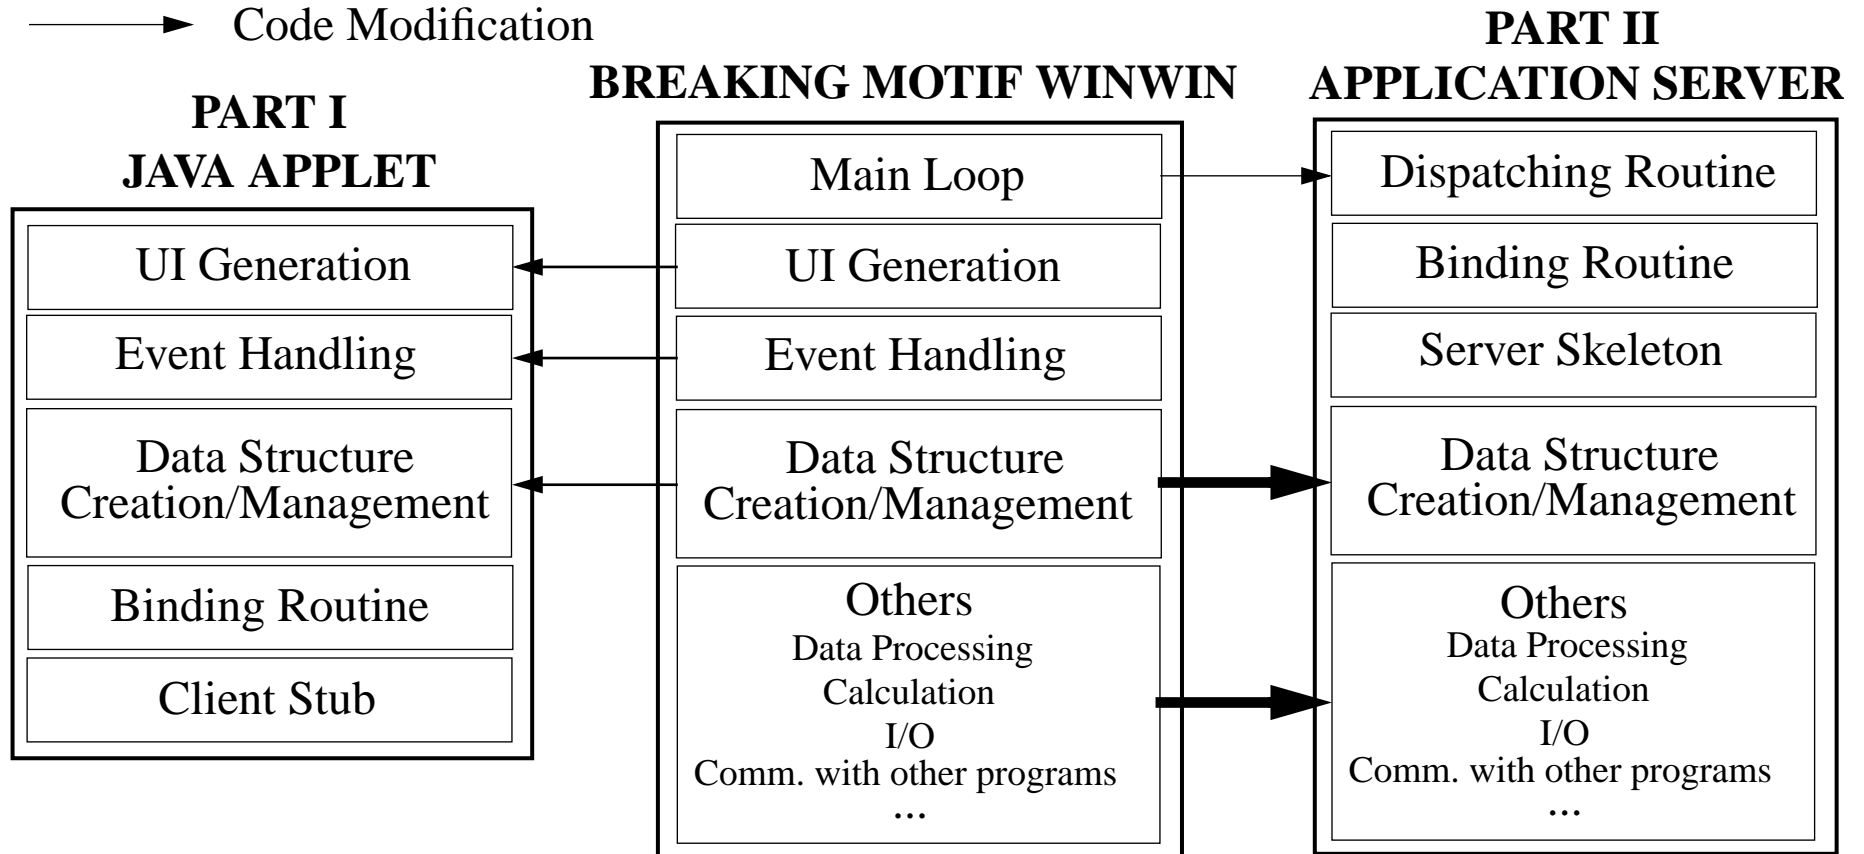 Code Modification
PART I
JAVA APPLET
UI Generation
Event Handling
Data Structure
Creation/Management
Binding Routine
Client Stub
BREAKING MOTIF WINWIN
Main Loop
UI Generation
Event Handling
Data Structure
Creation/Management
Others
Data Processing
Calculation
I/O
Comm. with other programs
...
PART II
APPLICATION SERVER
Dispatching Routine
Binding Routine
Server Skeleton
Data Structure
Creation/Management
Others
Data Processing
Calculation
I/O
Comm. with other programs
...